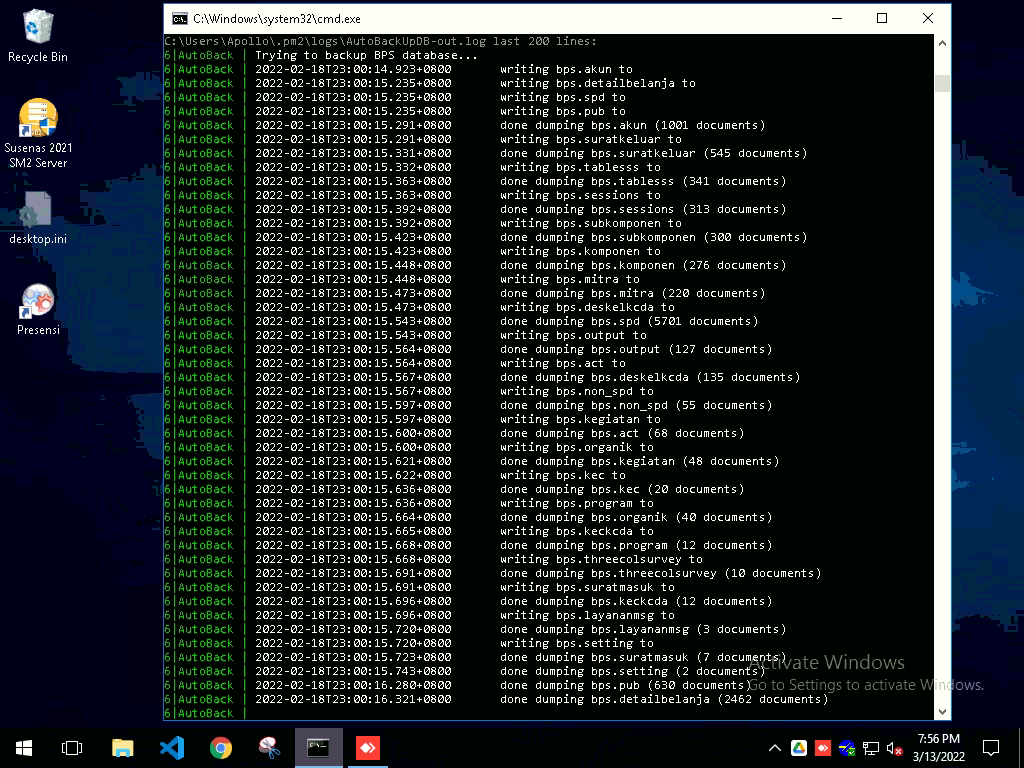 Recycle Bin
Susenas 2021
SM2 Server
desktop.ini
Presensi
C:\Windows\system32\cmd.exe
C:\Users\Apollo\.pm2\logs\AutoBackUpDB-out.log last 200 lines:
6|AutoBack | Trying to backup BPS database...
6|AutoBack | 2022-02-18T23:00:14.923+0800 writing bps.akun to
6|AutoBack | 2022-02-18T23:00:15.235+0800 writing bps.detailbelanja to
6|AutoBack | 2022-02-18T23:00:15.235+0800 writing bps.spd to
6|AutoBack | 2022-02-18T23:00:15.235+0800 writing bps.pub to
6|AutoBack | 2022-02-18T23:00:15.291+0800 done dumping bps.akun (1001 documents)
6|AutoBack | 2022-02-18T23:00:15.291+0800 writing bps.suratkeluar to
6|AutoBack | 2022-02-18T23:00:15.331+0800 done dumping bps.suratkeluar (545 documents)
6|AutoBack | 2022-02-18T23:00:15.332+0800 writing bps.tablesss to
6|AutoBack | 2022-02-18T23:00:15.363+0800 done dumping bps.tablesss (341 documents)
6|AutoBack | 2022-02-18T23:00:15.363+0800 writing bps.sessions to
6|AutoBack | 2022-02-18T23:00:15.392+0800 done dumping bps.sessions (313 documents)
6|AutoBack | 2022-02-18T23:00:15.392+0800 writing bps.subkomponen to
6|AutoBack | 2022-02-18T23:00:15.423+0800 done dumping bps.subkomponen (300 documents)
6|AutoBack | 2022-02-18T23:00:15.423+0800 writing bps.komponen to
6|AutoBack | 2022-02-18T23:00:15.448+0800 done dumping bps.komponen (276 documents)
6|AutoBack | 2022-02-18T23:00:15.448+0800 writing bps.mitra to
6|AutoBack | 2022-02-18T23:00:15.473+0800 done dumping bps.mitra (220 documents)
6|AutoBack | 2022-02-18T23:00:15.473+0800 writing bps.deskelkcda to
6|AutoBack | 2022-02-18T23:00:15.543+0800 done dumping bps.spd (5701 documents)
6|AutoBack | 2022-02-18T23:00:15.543+0800 writing bps.output to
6|AutoBack | 2022-02-18T23:00:15.564+0800 done dumping bps.output (127 documents)
6|AutoBack | 2022-02-18T23:00:15.564+0800 writing bps.act to
6|AutoBack | 2022-02-18T23:00:15.567+0800 done dumping bps.deskelkcda (135 documents)
6|AutoBack | 2022-02-18T23:00:15.567+0800 writing bps.non_spd to
6|AutoBack | 2022-02-18T23:00:15.597+0800 done dumping bps.non_spd (55 documents)
6|AutoBack | 2022-02-18T23:00:15.597+0800 writing bps.kegiatan to
6|AutoBack | 2022-02-18T23:00:15.600+0800 done dumping bps.act (68 documents)
6|AutoBack | 2022-02-18T23:00:15.600+0800 writing bps.organik to
6|AutoBack | 2022-02-18T23:00:15.621+0800 done dumping bps.kegiatan (48 documents)
6|AutoBack | 2022-02-18T23:00:15.622+0800 writing bps.kec to
6|AutoBack | 2022-02-18T23:00:15.636+0800 done dumping bps.kec (20 documents)
6|AutoBack | 2022-02-18T23:00:15.636+0800 writing bps.program to
6|AutoBack | 2022-02-18T23:00:15.664+0800 done dumping bps.organik (40 documents)
6|AutoBack | 2022-02-18T23:00:15.665+0800 writing bps.keckcda to
6|AutoBack | 2022-02-18T23:00:15.668+0800 done dumping bps.program (12 documents)
6|AutoBack | 2022-02-18T23:00:15.668+0800 writing bps.threecolsurvey to
6|AutoBack | 2022-02-18T23:00:15.691+0800 done dumping bps.threecolsurvey (10 documents)
6|AutoBack | 2022-02-18T23:00:15.691+0800 writing bps.suratmasuk to
6|AutoBack | 2022-02-18T23:00:15.696+0800 done dumping bps.keckcda (12 documents)
6|AutoBack | 2022-02-18T23:00:15.696+0800 writing bps.layananmsg to
6|AutoBack | 2022-02-18T23:00:15.720+0800 done dumping bps.layananmsg (3 documents)
6|AutoBack | 2022-02-18T23:00:15.720+0800 writing bps.setting to
6|AutoBack | 2022-02-18T23:00:15.723+0800 done dumping bps.suratmasuk (7 documents)
6|AutoBack | 2022-02-18T23:00:15.743+0800 done dumping bps.setting (2 documents)
6|AutoBack | 2022-02-18T23:00:16.280+0800 done dumping bps.pub (630 documents)
6|AutoBack | 2022-02-18T23:00:16.321+0800 done dumping bps.detailbelanja (2462 documents)
6|AutoBack |
Activate Windows
Go to Settings to activate Windows.
7:56 PM
3/13/2022